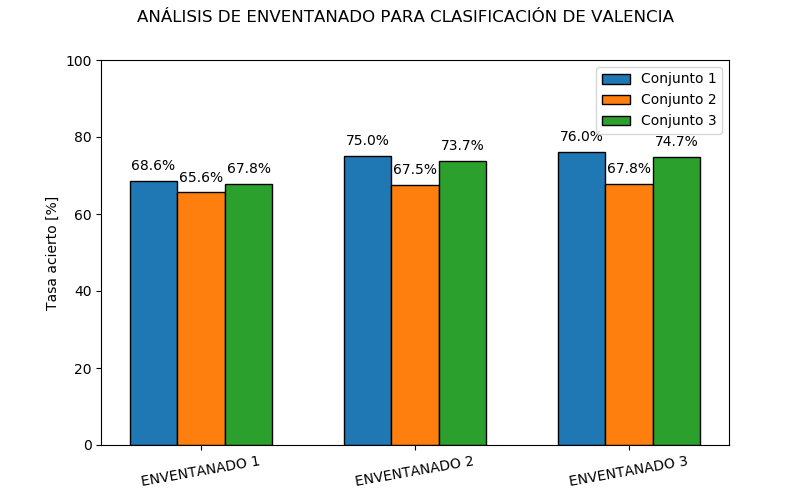 ANÁLISIS DE ENVENTANADO PARA CLASIFICACIÓN DE VALENCIA
100
80
60
40
20
0
Tasa acierto [%]
Conjunto 1
Conjunto 2
Conjunto 3
68.6%
65.6%
67.8%
75.0%
67.5%
73.7%
76.0%
67.8%
74.7%
ENVENTANADO 1
ENVENTANADO 2
ENVENTANADO 3